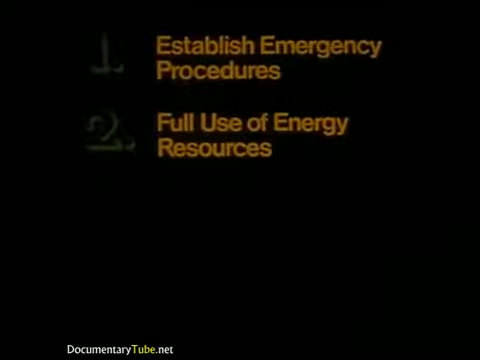 1. Establish Emergency
Procedures
2. Full Use of Energy
Resources
DocumentaryTube.net